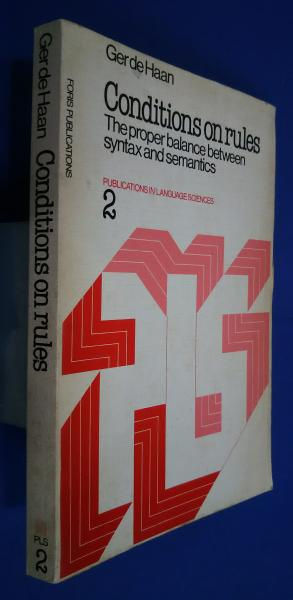 Ger de Haan
Conditions on rules
The proper balance between
syntax and semantics
PUBLICATIONS IN LANGUAGE SCIENCES
2
Ger de Haan Conditions on rules
FORIS PUBLICATIONS
PLS
2